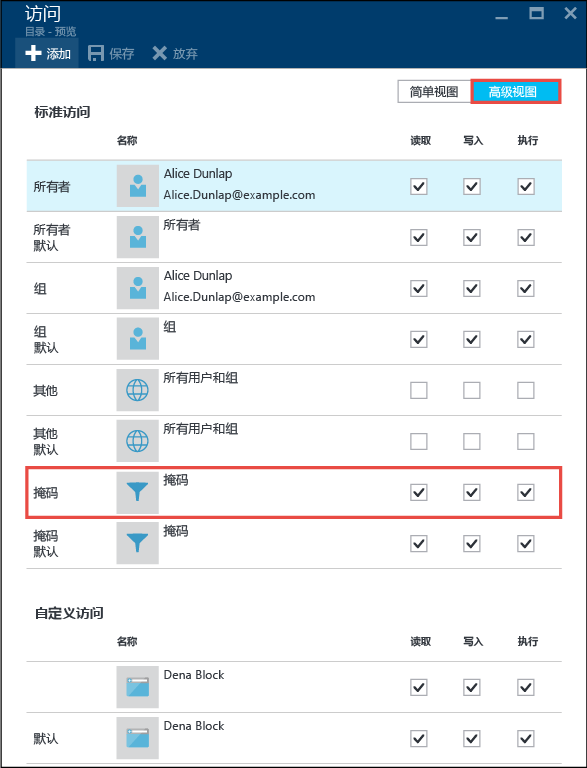 访问
目录 - 预览
添加 保存 放弃
简单视图 高级视图
标准访问
名称 读取 写入 执行
所有者 Alice Dunlap
Alice.Dunlap@example.com
所有者 所有者
默认
组 Alice Dunlap
Alice.Dunlap@example.com
组 组
默认
其他 所有用户和组
其他 所有用户和组
默认
掩码 掩码
掩码 掩码
默认
自定义访问
名称 读取 写入 执行
Dena Block
默认 Dena Block